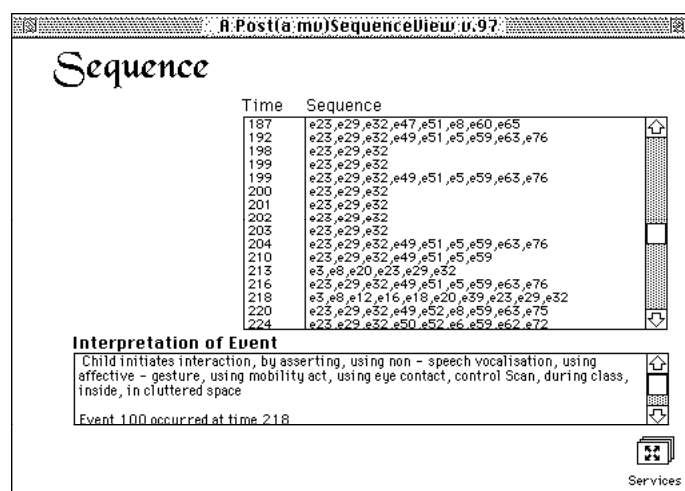 A Post(a mv)SequenceView v.97
Sequence
Time Sequence
187 e23,e29,e32,e47,e51,e8,e60,e65
192 e23,e29,e32,e49,e51,e5,e59,e63,e76
198 e23,e29,e32
199 e23,e29,e32
199 e23,e29,e32,e49,e51,e5,e59,e63,e76
200 e23,e29,e32
201 e23,e29,e32
202 e23,e29,e32
203 e23,e29,e32
204 e23,e29,e32,e49,e51,e5,e59,e63,e76
210 e23,e29,e32,e49,e51,e5,e59
213 e3,e8,e20,e23,e29,e32
216 e23,e29,e32,e49,e51,e5,e59,e63,e76
218 e3,e8,e12,e16,e18,e20,e39,e23,e29,e32
220 e23,e29,e32,e49,e52,e8,e59,e63,e75
224 e23,e29,e32,e50,e52,e6,e59,e62,e72
Interpretation of Event
Child initiates interaction, by asserting, using non - speech vocalisation, using
affective - gesture, using mobility act, using eye contact, control Scan, during class,
inside, in cluttered space
Event 100 occurred at time 218
Services